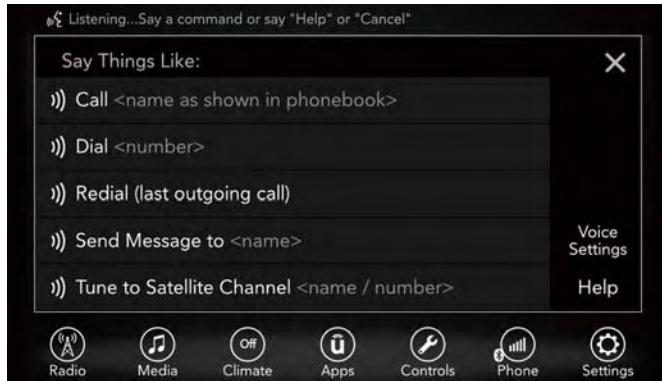 Listening...Say a command or say "Help" or "Cancel"
Say Things Like:
Call <name as shown in phonebook>
Dial <number>
Redial (last outgoing call)
Send Message to <name>
Voice
Settings
Tune to Satellite Channel <name / number>
Help
Off
ū
Radio Media Climate Apps Controls Phone Settings